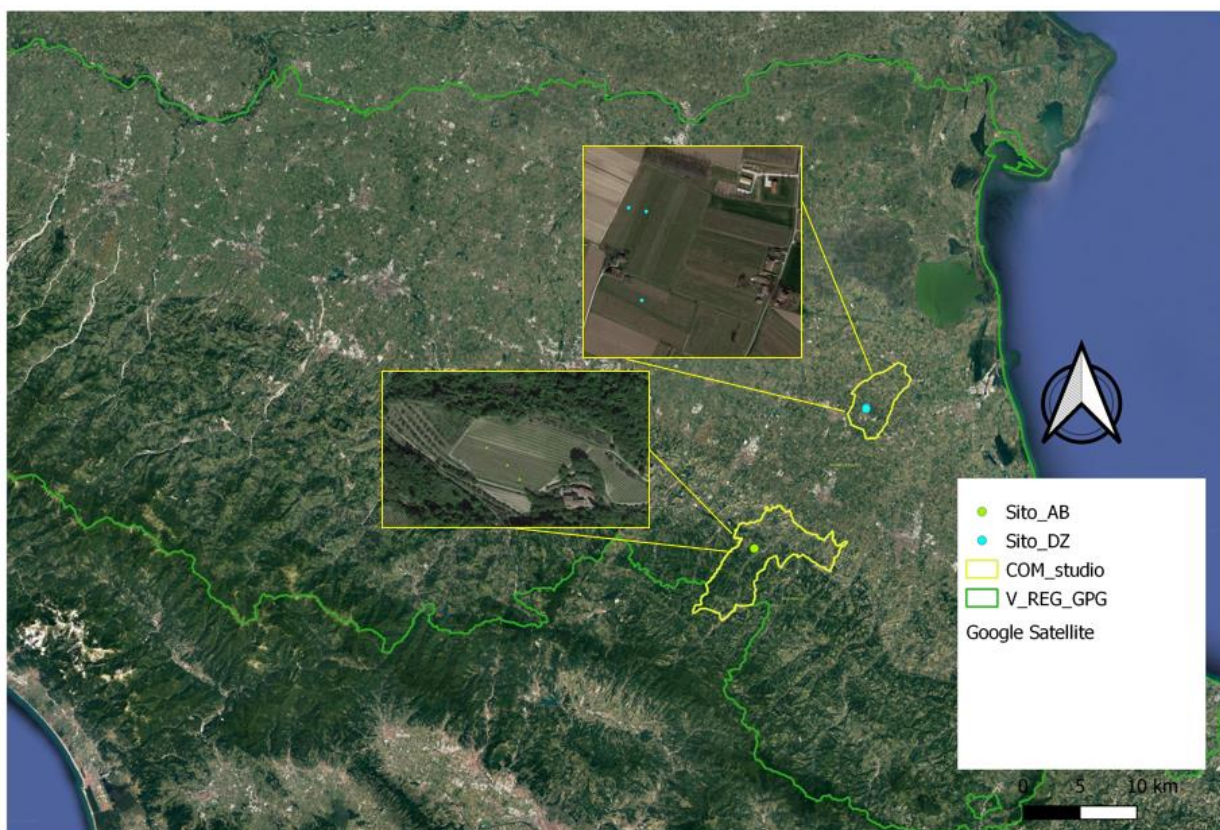 Sito_AB
Sito_DZ
COM_studio
V_REG_GPG
Google Satellite
0 5 10 km